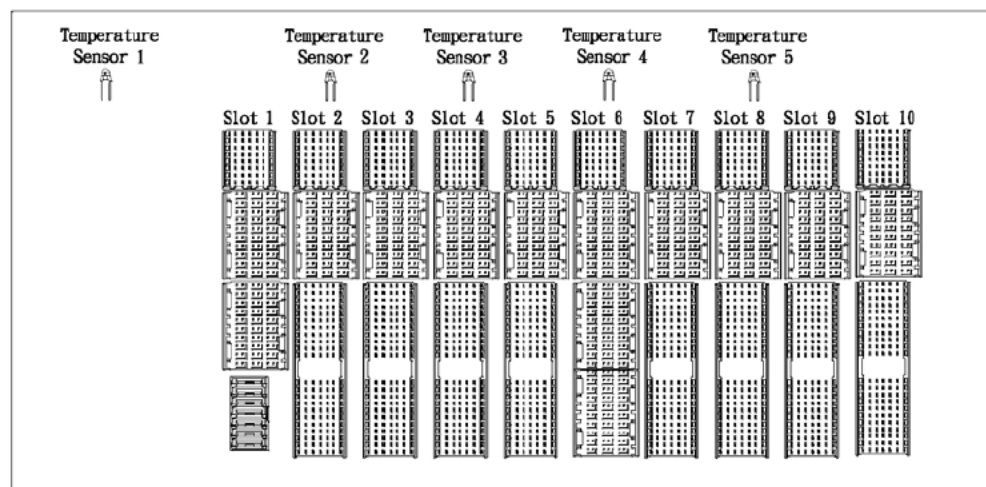 Temperature Sensor 1
Temperature Sensor 2
Temperature Sensor 3
Temperature Sensor 4
Temperature Sensor 5
Slot 1 Slot 2 Slot 3 Slot 4 Slot 5 Slot 6 Slot 7 Slot 8 Slot 9 Slot 10